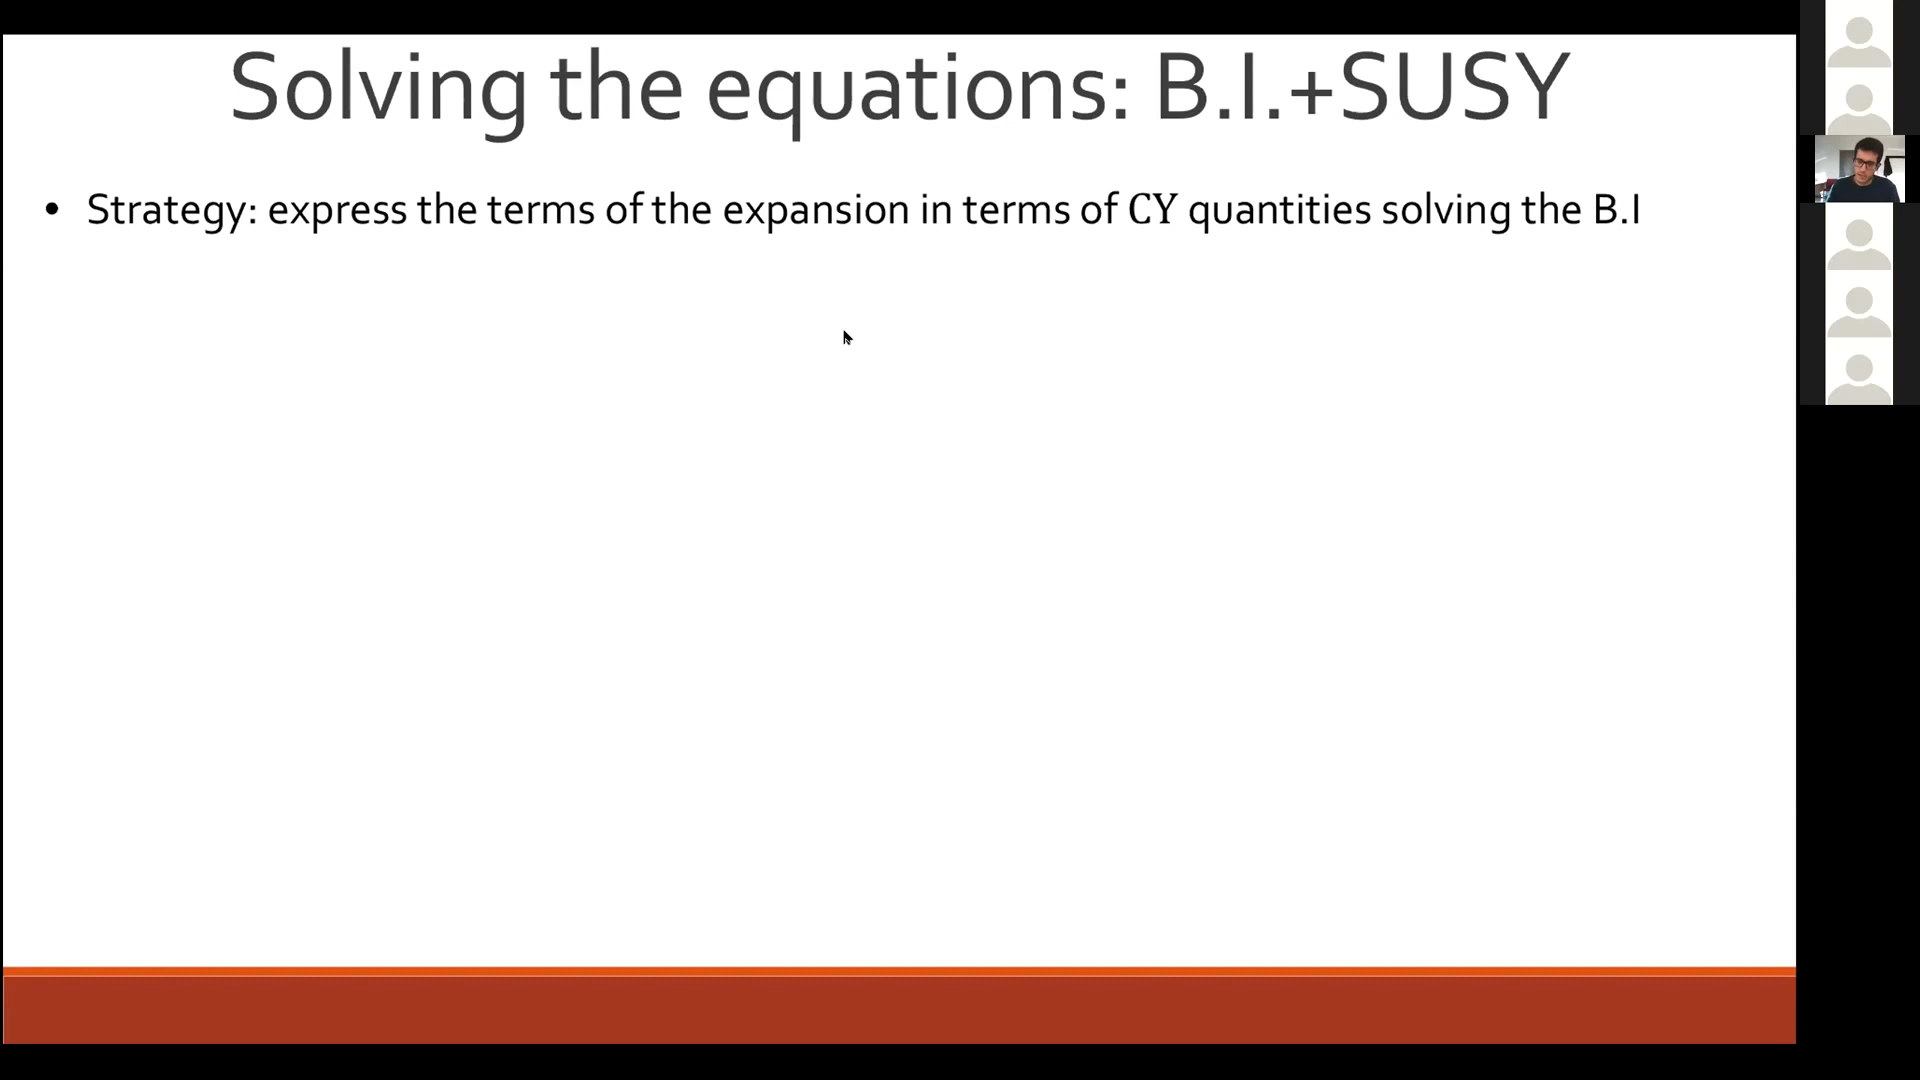 Solving the equations: B.I.+SUSY
• Strategy: express the terms of the expansion in terms of CY quantities solving the B.I